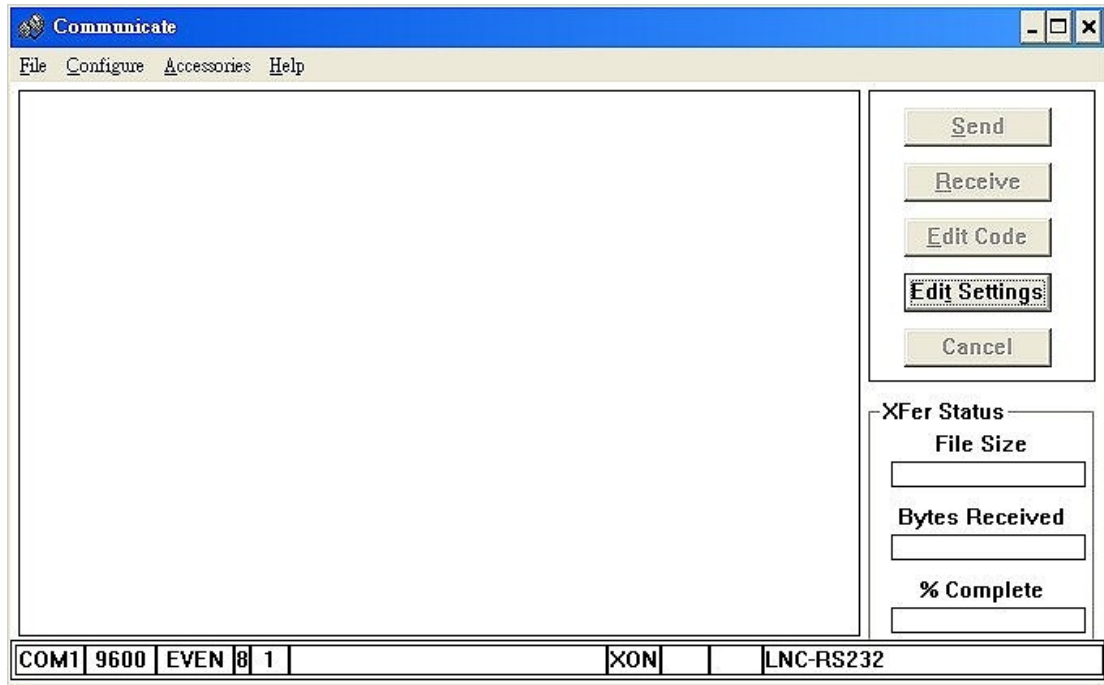 Communicate
File Configure Accessories Help
Send
Receive
Edit Code
Edit Settings
Cancel
XFer Status
File Size
Bytes Received
% Complete
COM1 9600 EVEN 8 1 XON LNC-RS232